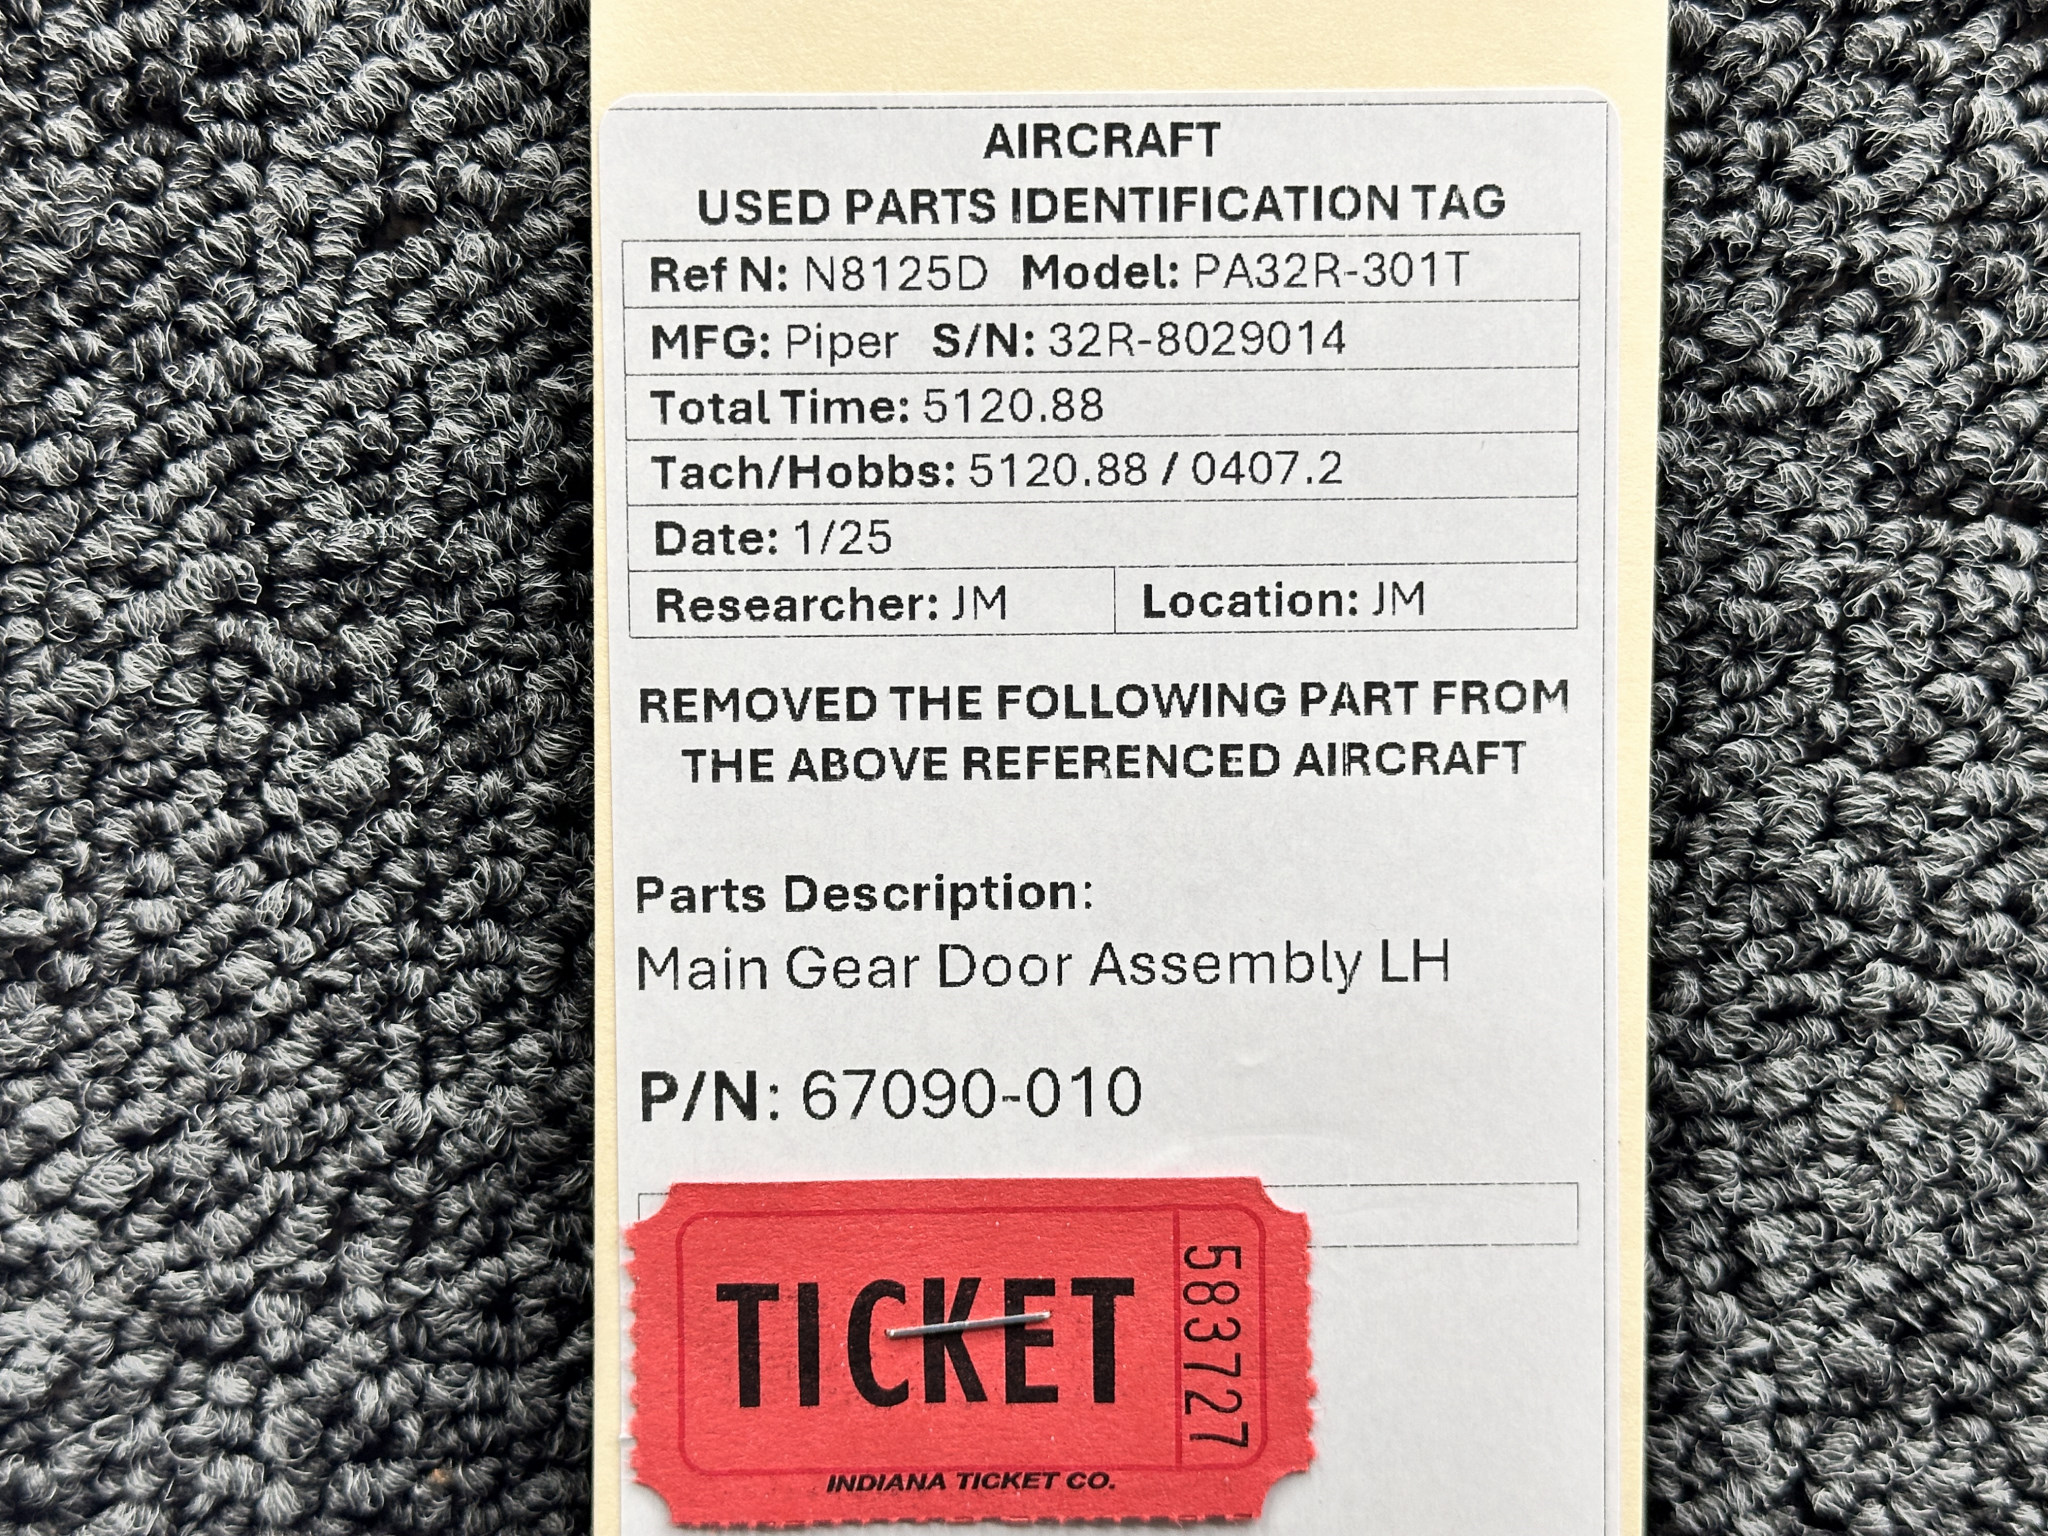 AIRCRAFT
USED PARTS IDENTIFICATION TAG
Ref N: N8125D Model: PA32R-301T
MFG: Piper S/N: 32R-8029014
Total Time: 5120.88
Tach/Hobbs: 5120.88 / 0407.2
Date: 1/25
Researcher: JM Location: JM
REMOVED THE FOLLOWING PART FROM
THE ABOVE REFERENCED AIRCRAFT
Parts Description:
Main Gear Door Assembly LH
P/N: 67090-010
TICKET
583727
INDIANA TICKET CO.